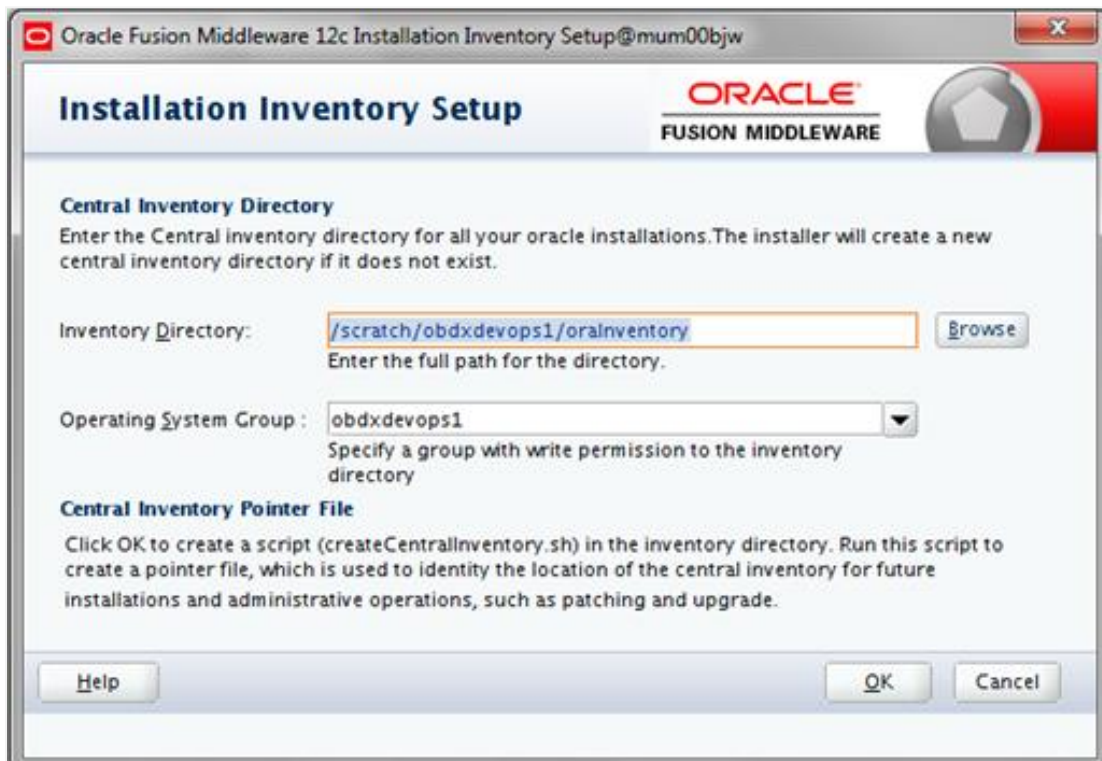 Oracle Fusion Middleware 12c Installation Inventory Setup@mum00bjw
Installation Inventory Setup
ORACLE
FUSION MIDDLEWARE
Central Inventory Directory
Enter the Central inventory directory for all your oracle installations.The installer will create a new
central inventory directory if it does not exist.
Inventory Directory: /scratch/obdxdevops1/oraInventory Browse
Enter the full path for the directory.
Operating System Group : obdxdevops1
Specify a group with write permission to the inventory
directory
Central Inventory Pointer File
Click OK to create a script (createCentralInventory.sh) in the inventory directory. Run this script to
create a pointer file, which is used to identity the location of the central inventory for future
installations and administrative operations, such as patching and upgrade.
Help OK Cancel